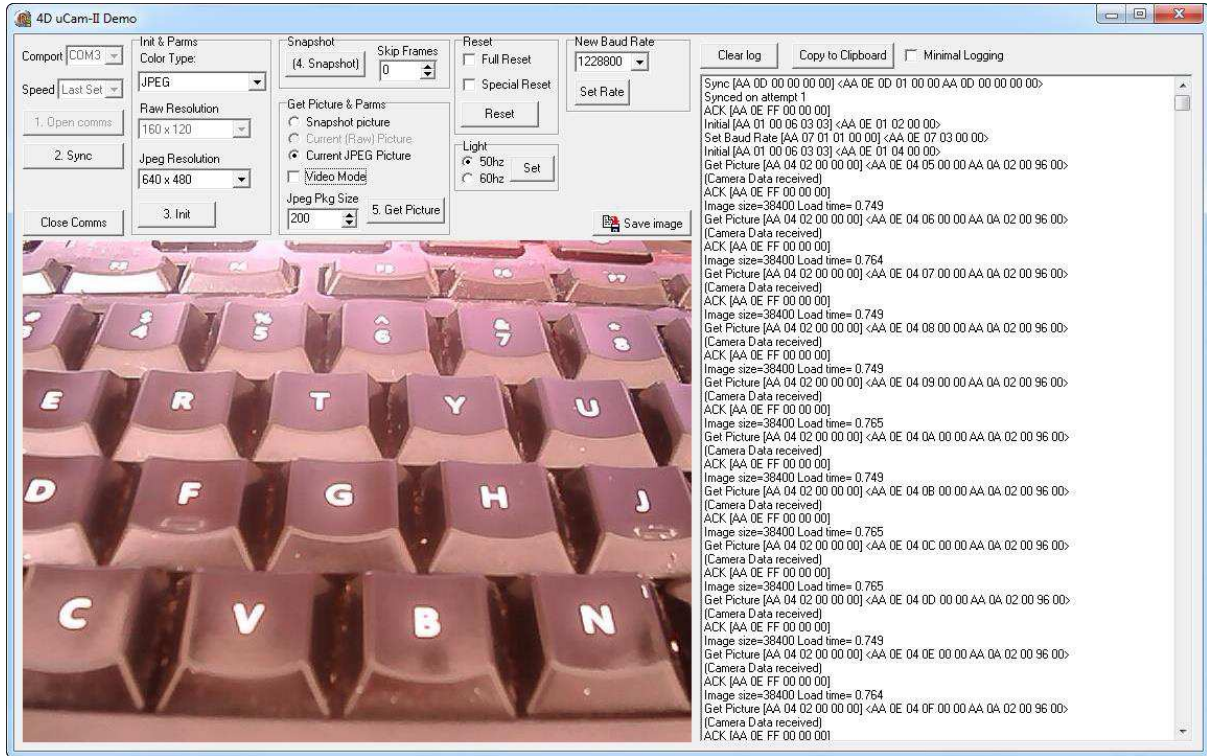 4D uCam-II Demo
Comport COM3
Speed Last Set
1. Open comms
2. Sync
Close Comms
Init & Parms
Color Type:
JPEG
Raw Resolution
160 x 120
Jpeg Resolution
640 x 480
3. Init
Snapshot
(4. Snapshot)
Skip Frames
0
Get Picture & Parms
Snapshot picture
Current (Raw) Picture
Current JPEG Picture
Video Mode
Jpeg Pkg Size
200
5. Get Picture
Reset
Full Reset
Special Reset
Reset
Light
50hz
60hz
Set
New Baud Rate
1228800
Set Rate
Save image
Clear log
Copy to Clipboard
Minimal Logging
Sync [AA 0D 00 00 00 00] <AA 0E 0D 01 00 00 AA 0D 00 00 00 00>
Synced on attempt 1
ACK [AA 0E FF 00 00 00]
Initial [AA 01 00 06 03 03] <AA 0E 01 02 00 00>
Set Baud Rate [AA 07 01 01 00 00] <AA 0E 07 03 00 00>
Initial [AA 01 00 06 03 03] <AA 0E 01 04 00 00>
Get Picture [AA 04 02 00 00 00] <AA 0E 04 05 00 00 AA 0A 02 00 96 00>
(Camera Data received)
ACK [AA 0E FF 00 00 00]
Image size=38400 Load time= 0.749
Get Picture [AA 04 02 00 00 00] <AA 0E 04 06 00 00 AA 0A 02 00 96 00>
(Camera Data received)
ACK [AA 0E FF 00 00 00]
Image size=38400 Load time= 0.764
Get Picture [AA 04 02 00 00 00] <AA 0E 04 07 00 00 AA 0A 02 00 96 00>
(Camera Data received)
ACK [AA 0E FF 00 00 00]
Image size=38400 Load time= 0.749
Get Picture [AA 04 02 00 00 00] <AA 0E 04 08 00 00 AA 0A 02 00 96 00>
(Camera Data received)
ACK [AA 0E FF 00 00 00]
Image size=38400 Load time= 0.749
Get Picture [AA 04 02 00 00 00] <AA 0E 04 09 00 00 AA 0A 02 00 96 00>
(Camera Data received)
ACK [AA 0E FF 00 00 00]
Image size=38400 Load time= 0.765
Get Picture [AA 04 02 00 00 00] <AA 0E 04 0A 00 00 AA 0A 02 00 96 00>
(Camera Data received)
ACK [AA 0E FF 00 00 00]
Image size=38400 Load time= 0.749
Get Picture [AA 04 02 00 00 00] <AA 0E 04 0B 00 00 AA 0A 02 00 96 00>
(Camera Data received)
ACK [AA 0E FF 00 00 00]
Image size=38400 Load time= 0.765
Get Picture [AA 04 02 00 00 00] <AA 0E 04 0C 00 00 AA 0A 02 00 96 00>
(Camera Data received)
ACK [AA 0E FF 00 00 00]
Image size=38400 Load time= 0.765
Get Picture [AA 04 02 00 00 00] <AA 0E 04 0D 00 00 AA 0A 02 00 96 00>
(Camera Data received)
ACK [AA 0E FF 00 00 00]
Image size=38400 Load time= 0.749
Get Picture [AA 04 02 00 00 00] <AA 0E 04 0E 00 00 AA 0A 02 00 96 00>
(Camera Data received)
ACK [AA 0E FF 00 00 00]
Image size=38400 Load time= 0.764
Get Picture [AA 04 02 00 00 00] <AA 0E 04 0F 00 00 AA 0A 02 00 96 00>
(Camera Data received)
ACK [AA 0E FF 00 00 00]
$ % ^ & *
4 5 6 7 8
E R T Y U
D F G H J
C V B N